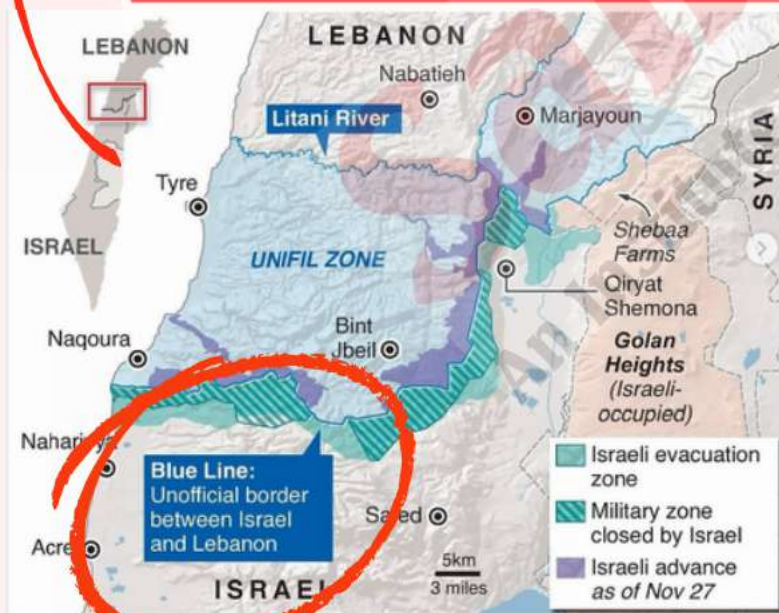 LEBANON
ISRAEL
LEBANON
Nabatieh
Litani River
Marjayoun
Tyre
SYRIA
UNIFIL ZONE
Shebaa
Farms
Qiryat
Shemona
Naqoura
Bint
Jbeil
Golan
Heights
(Israeli-
occupied)
Nahariyya
Blue Line:
Unofficial border
between Israel
and Lebanon
Safed
Acre
5km
3 miles
ISRAEL
Israeli evacuation
zone
Military zone
closed by Israel
Israeli advance
as of Nov 27